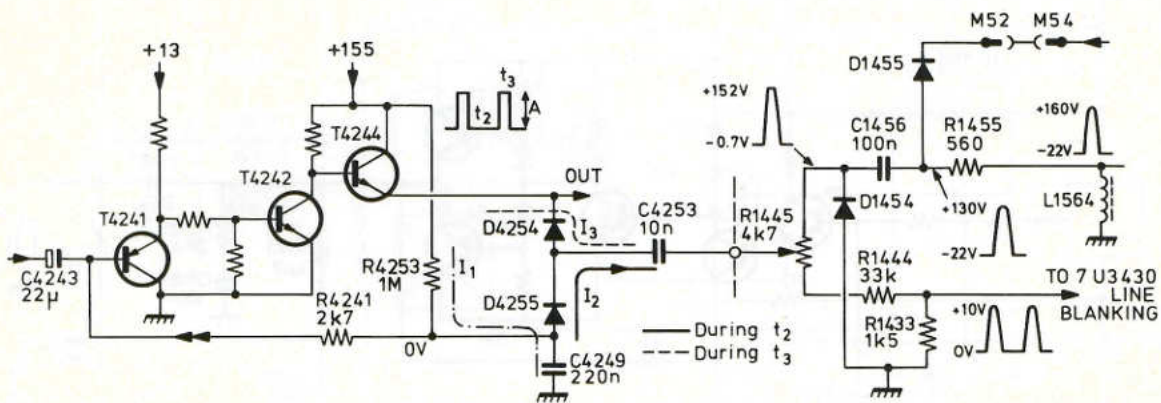 M52 M54
+13
+155
t3
t2
A
D1455
T4244
+152V
-0.7V
C1456
100n
R1455
560
+160V
-22V
T4242
OUT
T4241
D4254
I3
C4253
10n
R1445
4k7
D1454
+130V
-22V
L1564
C4243
22μ
R4253
1M
I1
D4255
I2
R1444
33k
TO 7 U3430
LINE
BLANKING
R4241
2k7
0V
During t2
During t3
C4249
220n
R1433
1k5
+10V
0V